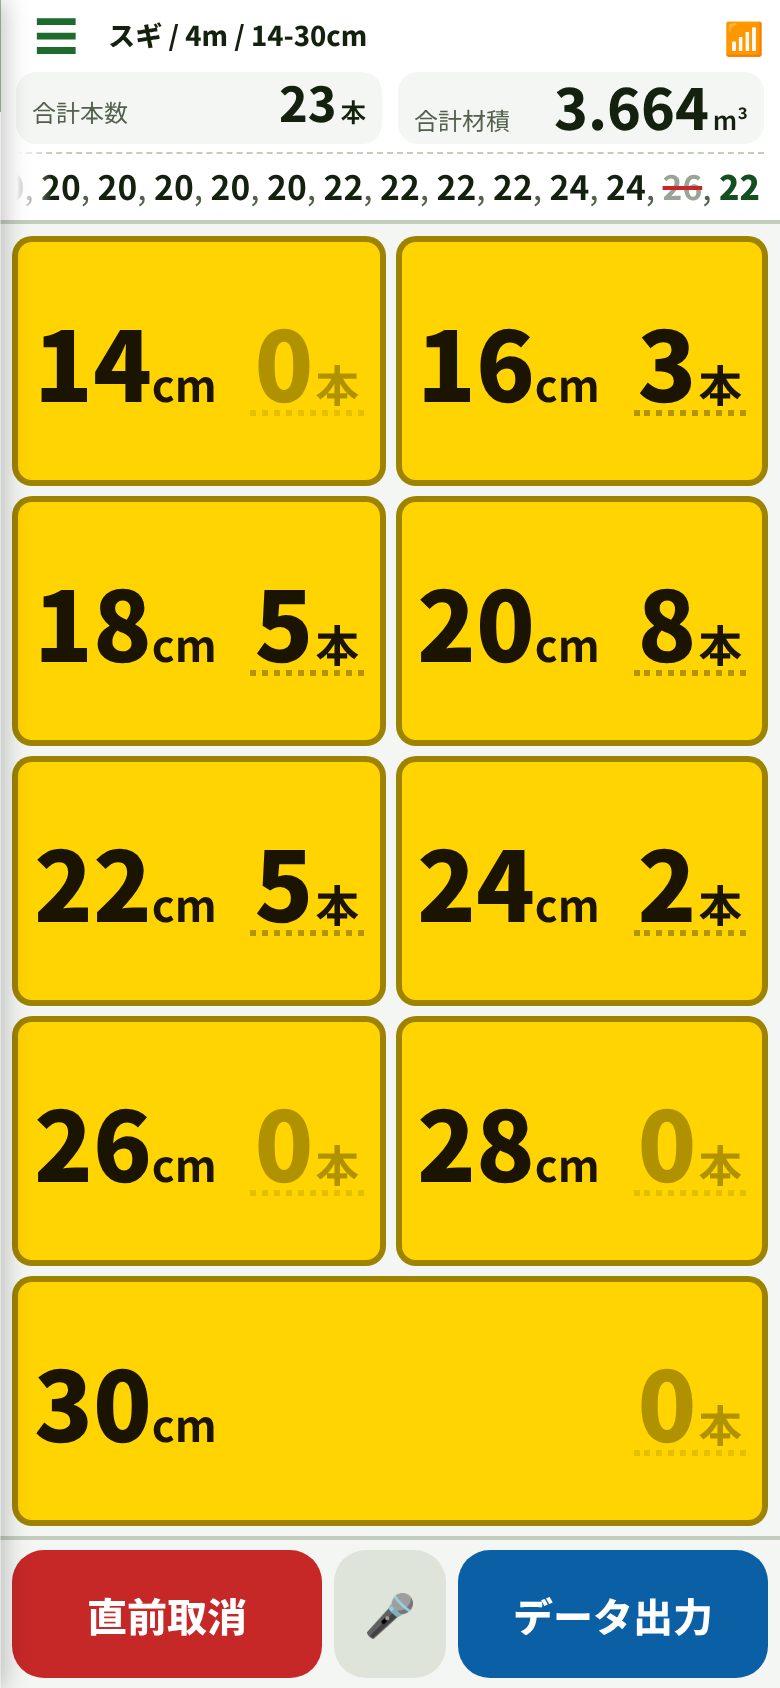 スギ / 4m / 14-30cm
合計本数 23本
合計材積 3.664m³
, 20, 20, 20, 20, 20, 22, 22, 22, 22, 24, 24, 26, 22
14cm 0本
16cm 3本
18cm 5本
20cm 8本
22cm 5本
24cm 2本
26cm 0本
28cm 0本
30cm 0本
直前取消
データ出力